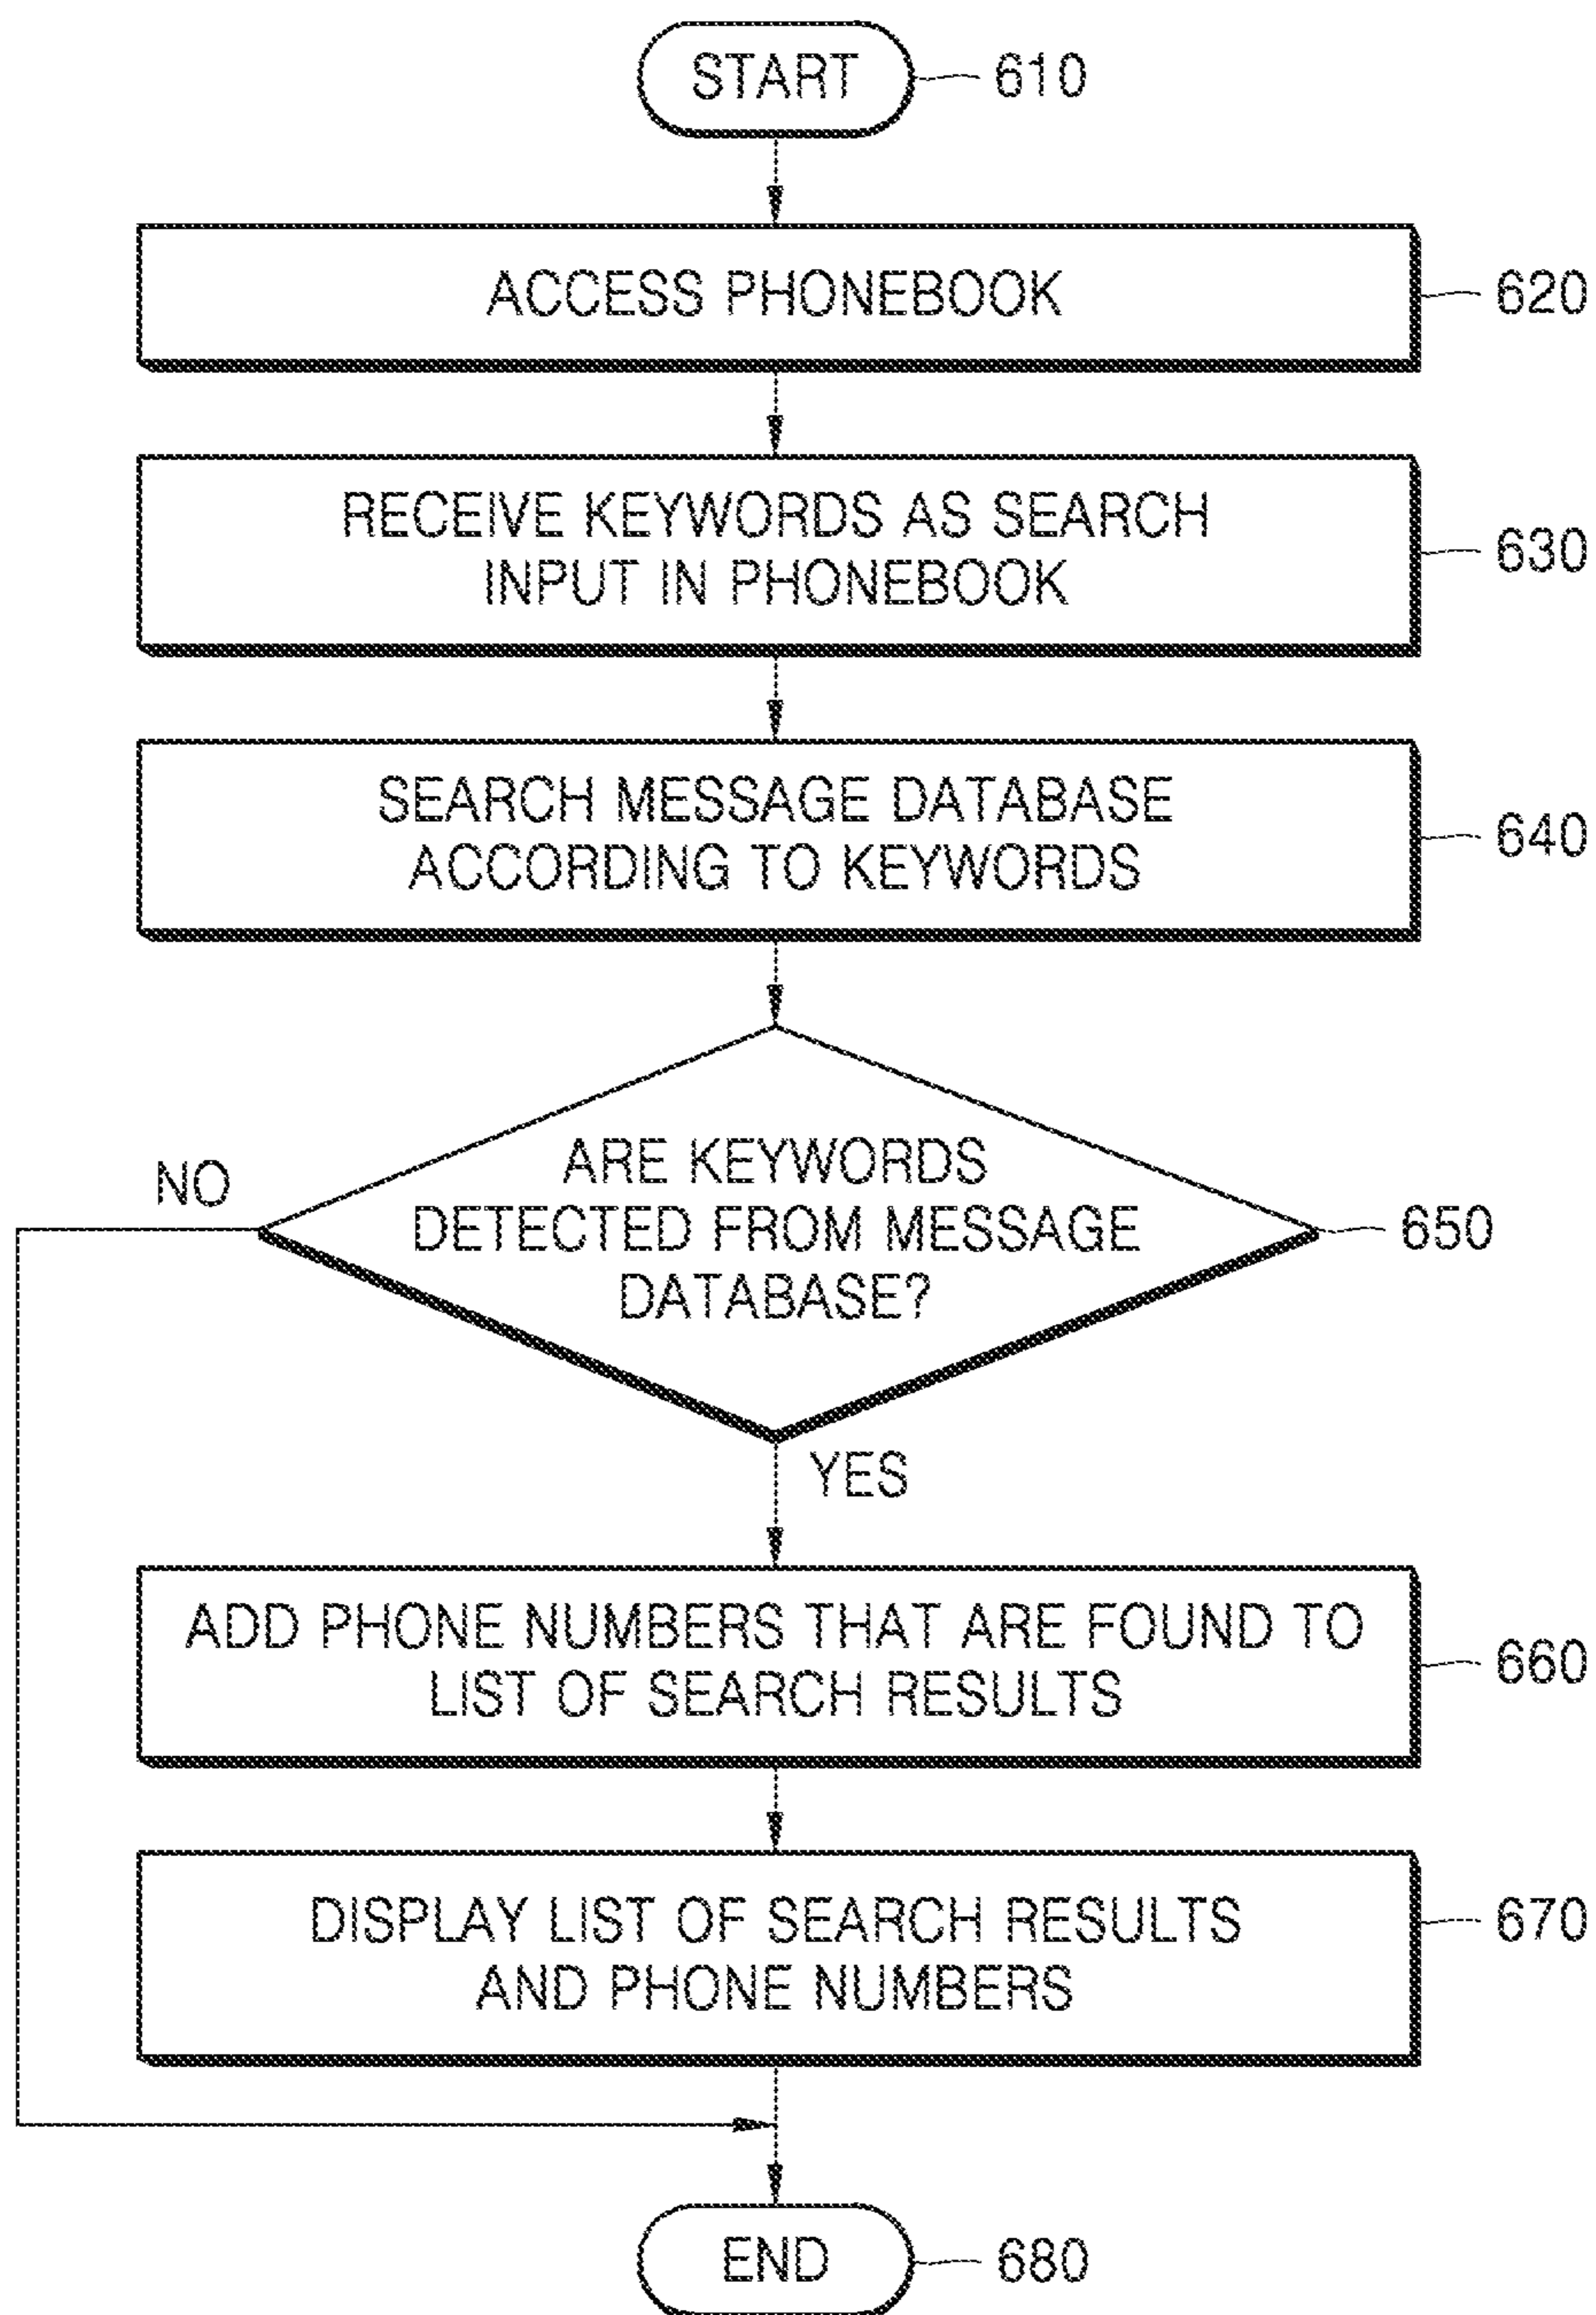 START 610
ACCESS PHONEBOOK 620
RECEIVE KEYWORDS AS SEARCH
INPUT IN PHONEBOOK
630
SEARCH MESSAGE DATABASE
ACCORDING TO KEYWORDS
640
ARE KEYWORDS
DETECTED FROM MESSAGE
DATABASE?
650
NO
YES
ADD PHONE NUMBERS THAT ARE FOUND TO
LIST OF SEARCH RESULTS
660
DISPLAY LIST OF SEARCH RESULTS
AND PHONE NUMBERS
670
END 680